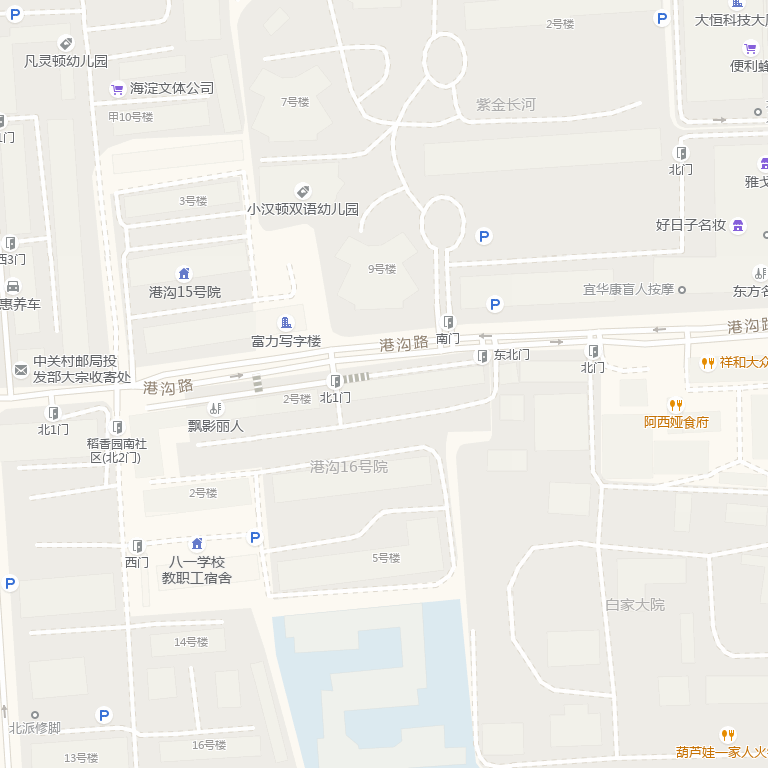 P
2号楼
P
大恒科技大
凡灵顿幼儿园
便利蜂
海淀文体公司
7号楼
紫金长河
甲10号楼
1门
北门
雅戈
3号楼
小汉顿双语幼儿园
好日子名妆
P
西3门
9号楼
港沟15号院
宜华康盲人按摩
东方名
惠养车
P
富力写字楼
南门
港沟路
港沟路
东北门
中关村邮局投
发部大宗收寄处
祥和大众
北门
港沟路
北1门
2号楼
北1门
飘影丽人
阿西娅食府
稻香园南社
区(北2门)
港沟16号院
2号楼
P
西门
八一学校
教职工宿舍
5号楼
P
白家大院
14号楼
P
北派修脚
16号楼
13号楼
葫芦娃一家人火